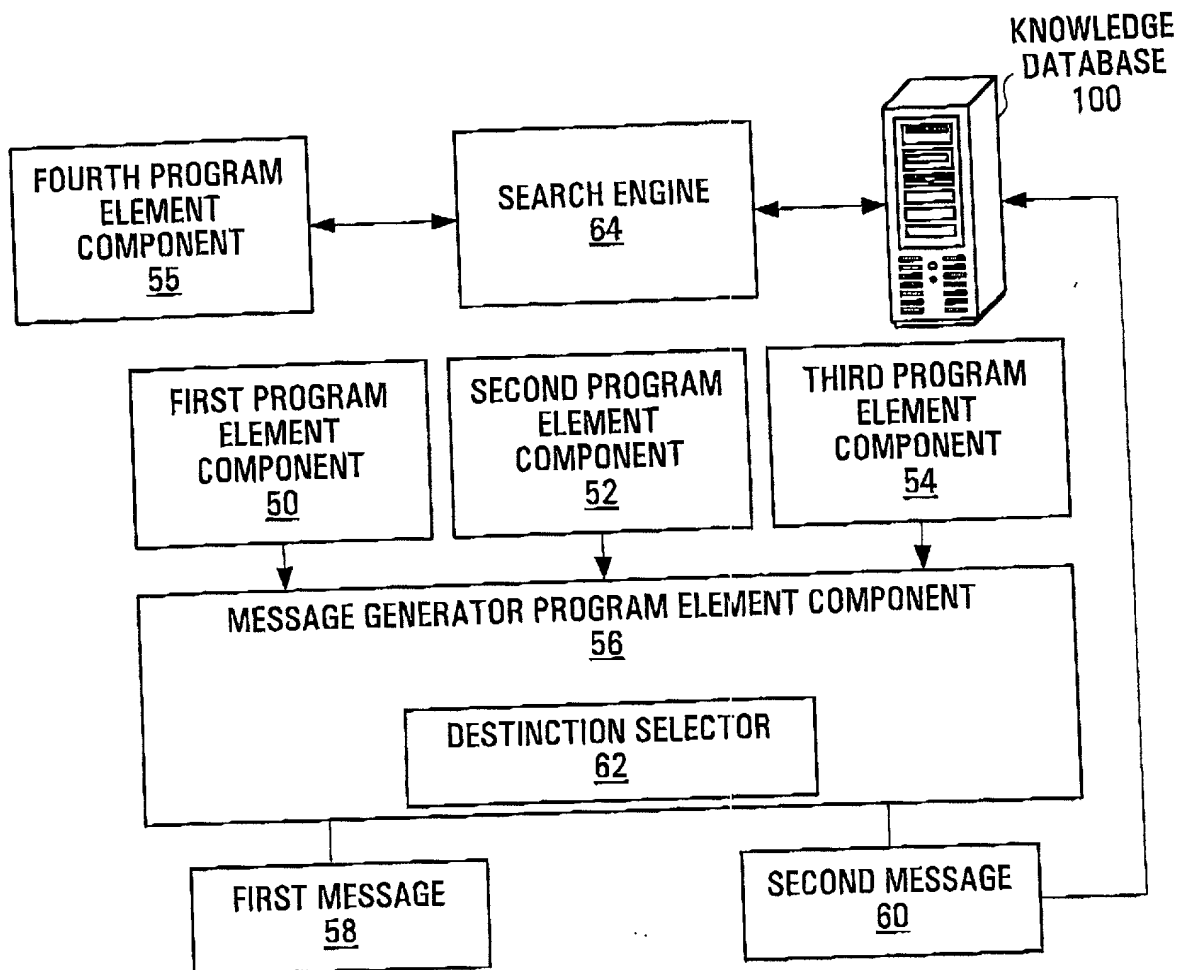 KNOWLEDGE
DATABASE
100
FOURTH PROGRAM
ELEMENT
COMPONENT
55
SEARCH ENGINE
64
FIRST PROGRAM
ELEMENT
COMPONENT
50
SECOND PROGRAM
ELEMENT
COMPONENT
52
THIRD PROGRAM
ELEMENT
COMPONENT
54
MESSAGE GENERATOR PROGRAM ELEMENT COMPONENT
56
DESTINCTION SELECTOR
62
FIRST MESSAGE
58
SECOND MESSAGE
60